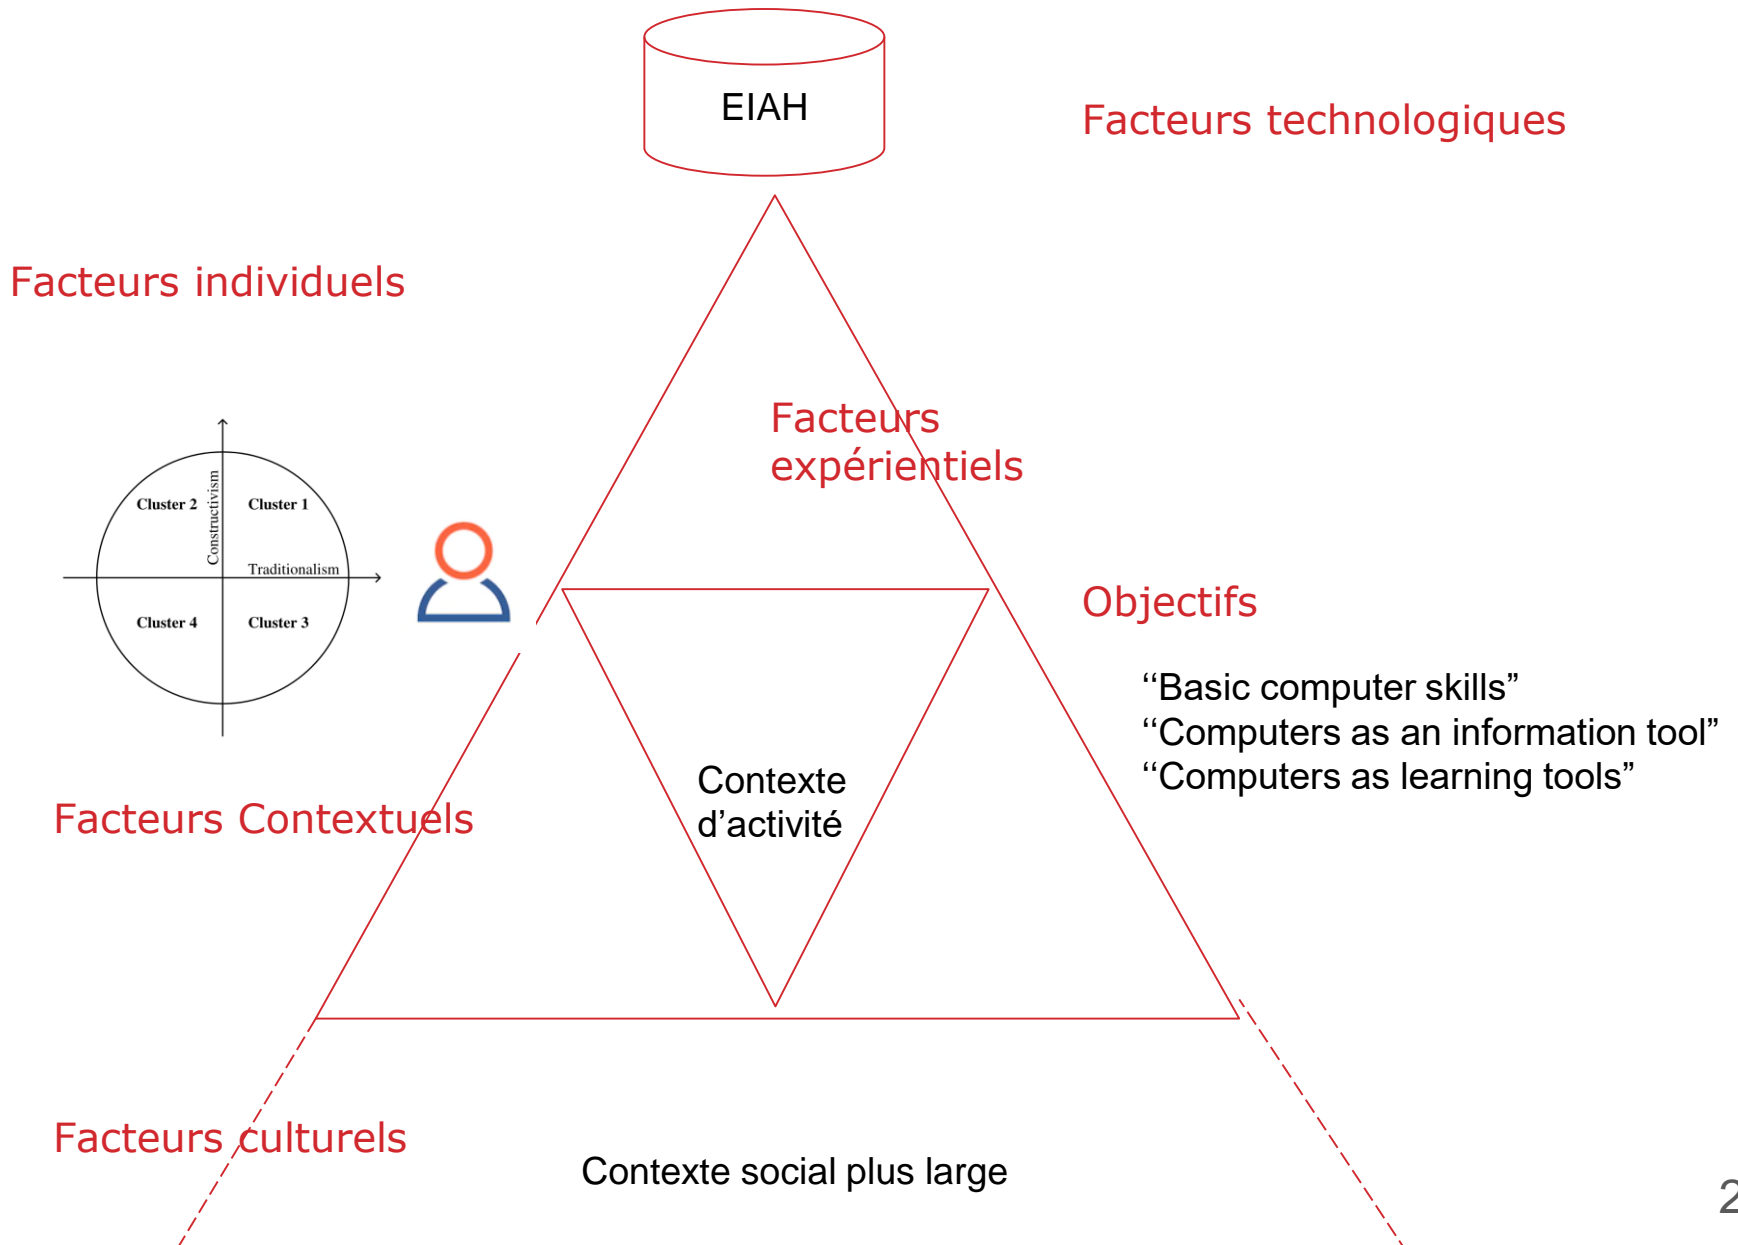 EIAH
Facteurs technologiques
Facteurs individuels
Facteurs
expérientiels
Constructivism
Cluster 2
Cluster 1
Traditionalism
Cluster 4
Cluster 3
Objectifs
“Basic computer skills”
“Computers as an information tool”
“Computers as learning tools”
Contexte
d’activité
Facteurs Contextuels
Facteurs culturels
Contexte social plus large
2